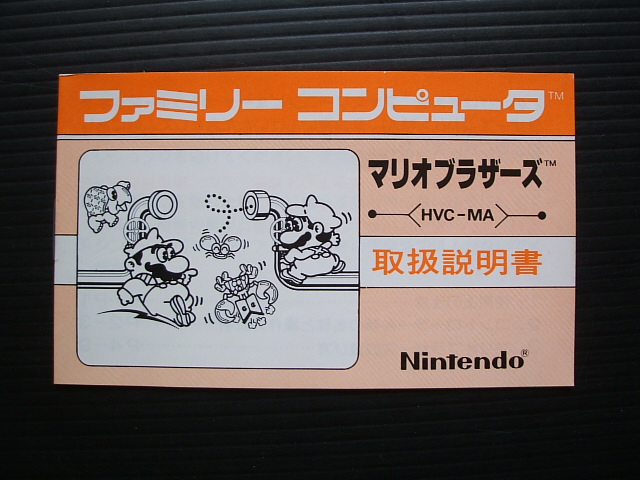 ファミリー コンピュータ™
マリオブラザーズ™
HVC-MA
取扱説明書
Nintendo®